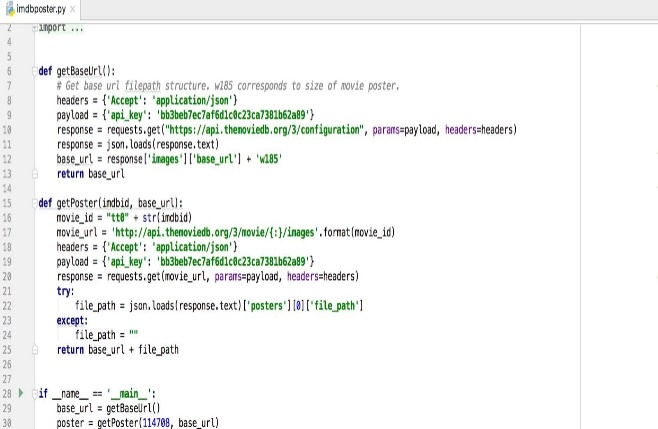 imdbposter.py ×
2 import ...
4
5
6 def getBaseUrl():
7 # Get base url filepath structure. w185 corresponds to size of movie poster.
8 headers = {'Accept': 'application/json'}
9 payload = {'api_key': 'bb3beb7ec7af6d1c0c23ca7381b62a89'}
10 response = requests.get("https://api.themoviedb.org/3/configuration", params=payload, headers=headers)
11 response = json.loads(response.text)
12 base_url = response['images']['base_url'] + 'w185'
13 return base_url
14
15 def getPoster(imdbid, base_url):
16 movie_id = "tt0" + str(imdbid)
17 movie_url = 'http://api.themoviedb.org/3/movie/{:}/images'.format(movie_id)
18 headers = {'Accept': 'application/json'}
19 payload = {'api_key': 'bb3beb7ec7af6d1c0c23ca7381b62a89'}
20 response = requests.get(movie_url, params=payload, headers=headers)
21 try:
22 file_path = json.loads(response.text)['posters'][0]['file_path']
23 except:
24 file_path = ""
25 return base_url + file_path
26
27
28 if __name__ == '__main__':
29 base_url = getBaseUrl()
30 poster = getPoster(114708, base_url)